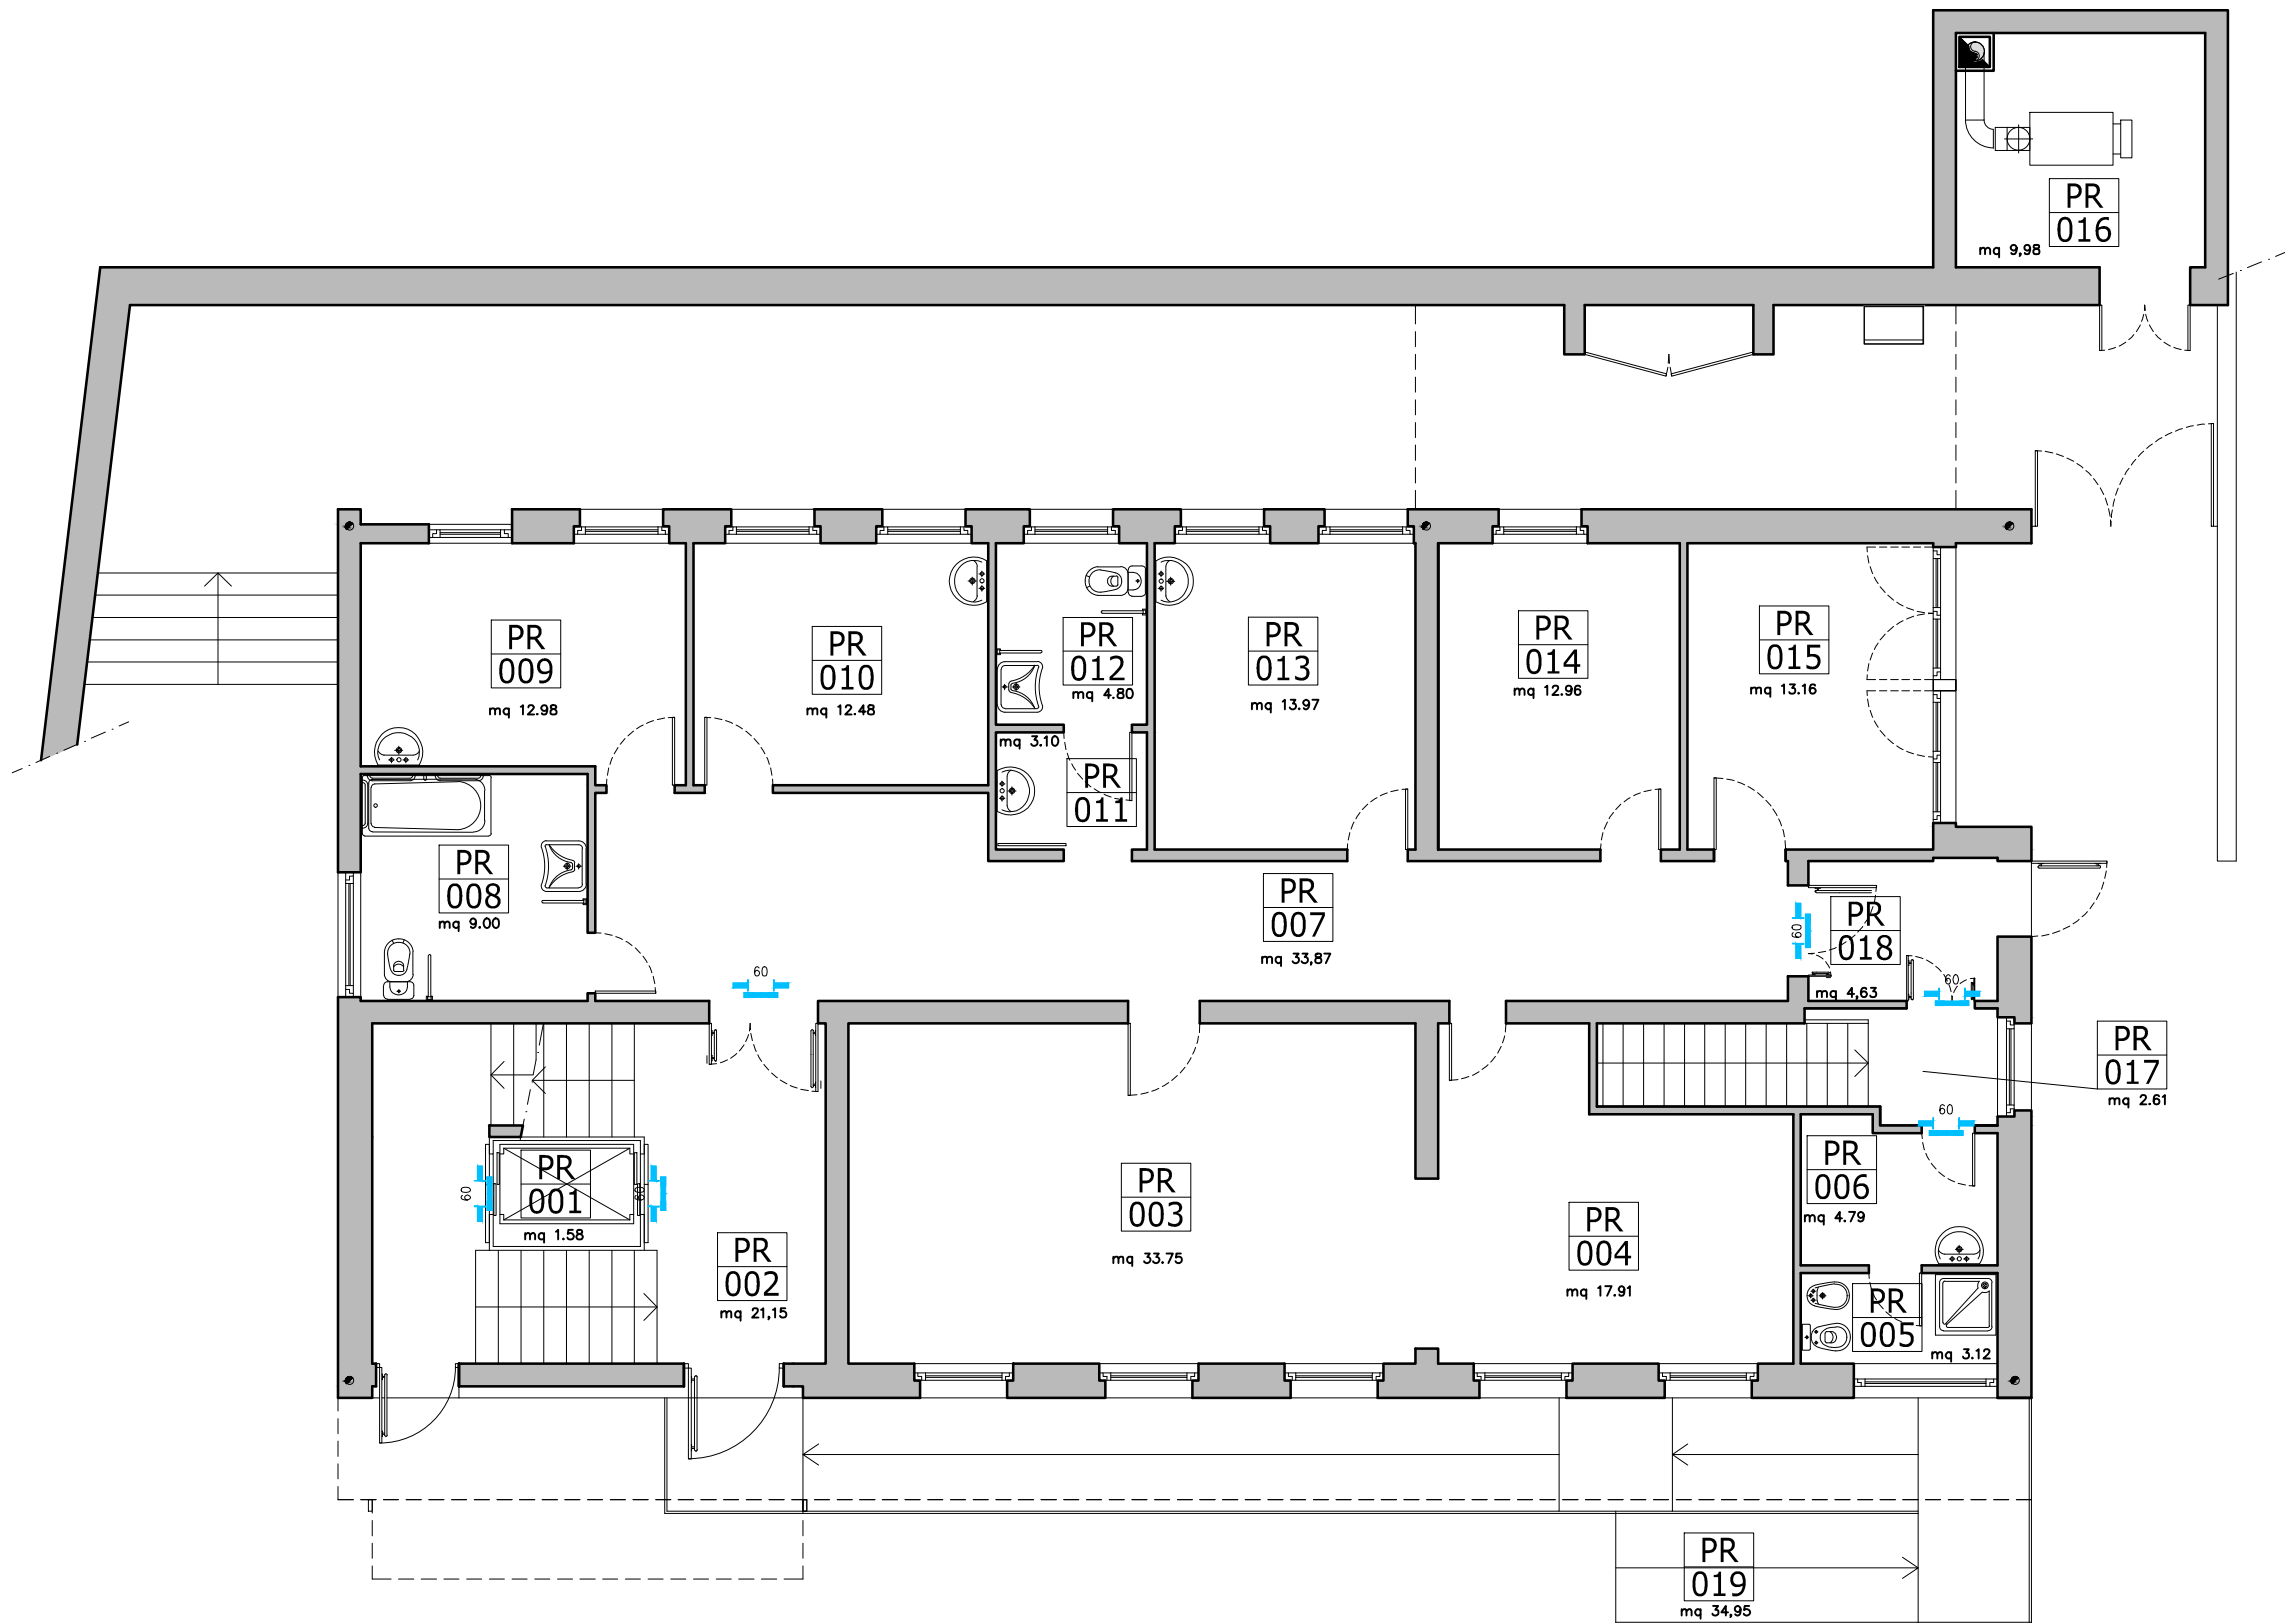 PR
016
mq 9,98
PR
009
mq 12.98
PR
010
mq 12.48
PR
012
mq 4.80
PR
013
mq 13.97
PR
014
mq 12.96
PR
015
mq 13.16
mq 3.10
PR
011
PR
008
mq 9.00
PR
007
mq 33,87
60
PR
018
mq 4,63
60
60
PR
017
mq 2.61
60
PR
001
mq 1.58
60
60
PR
002
mq 21,15
PR
003
mq 33.75
PR
004
mq 17.91
PR
006
mq 4.79
PR
005
mq 3.12
PR
019
mq 34,95